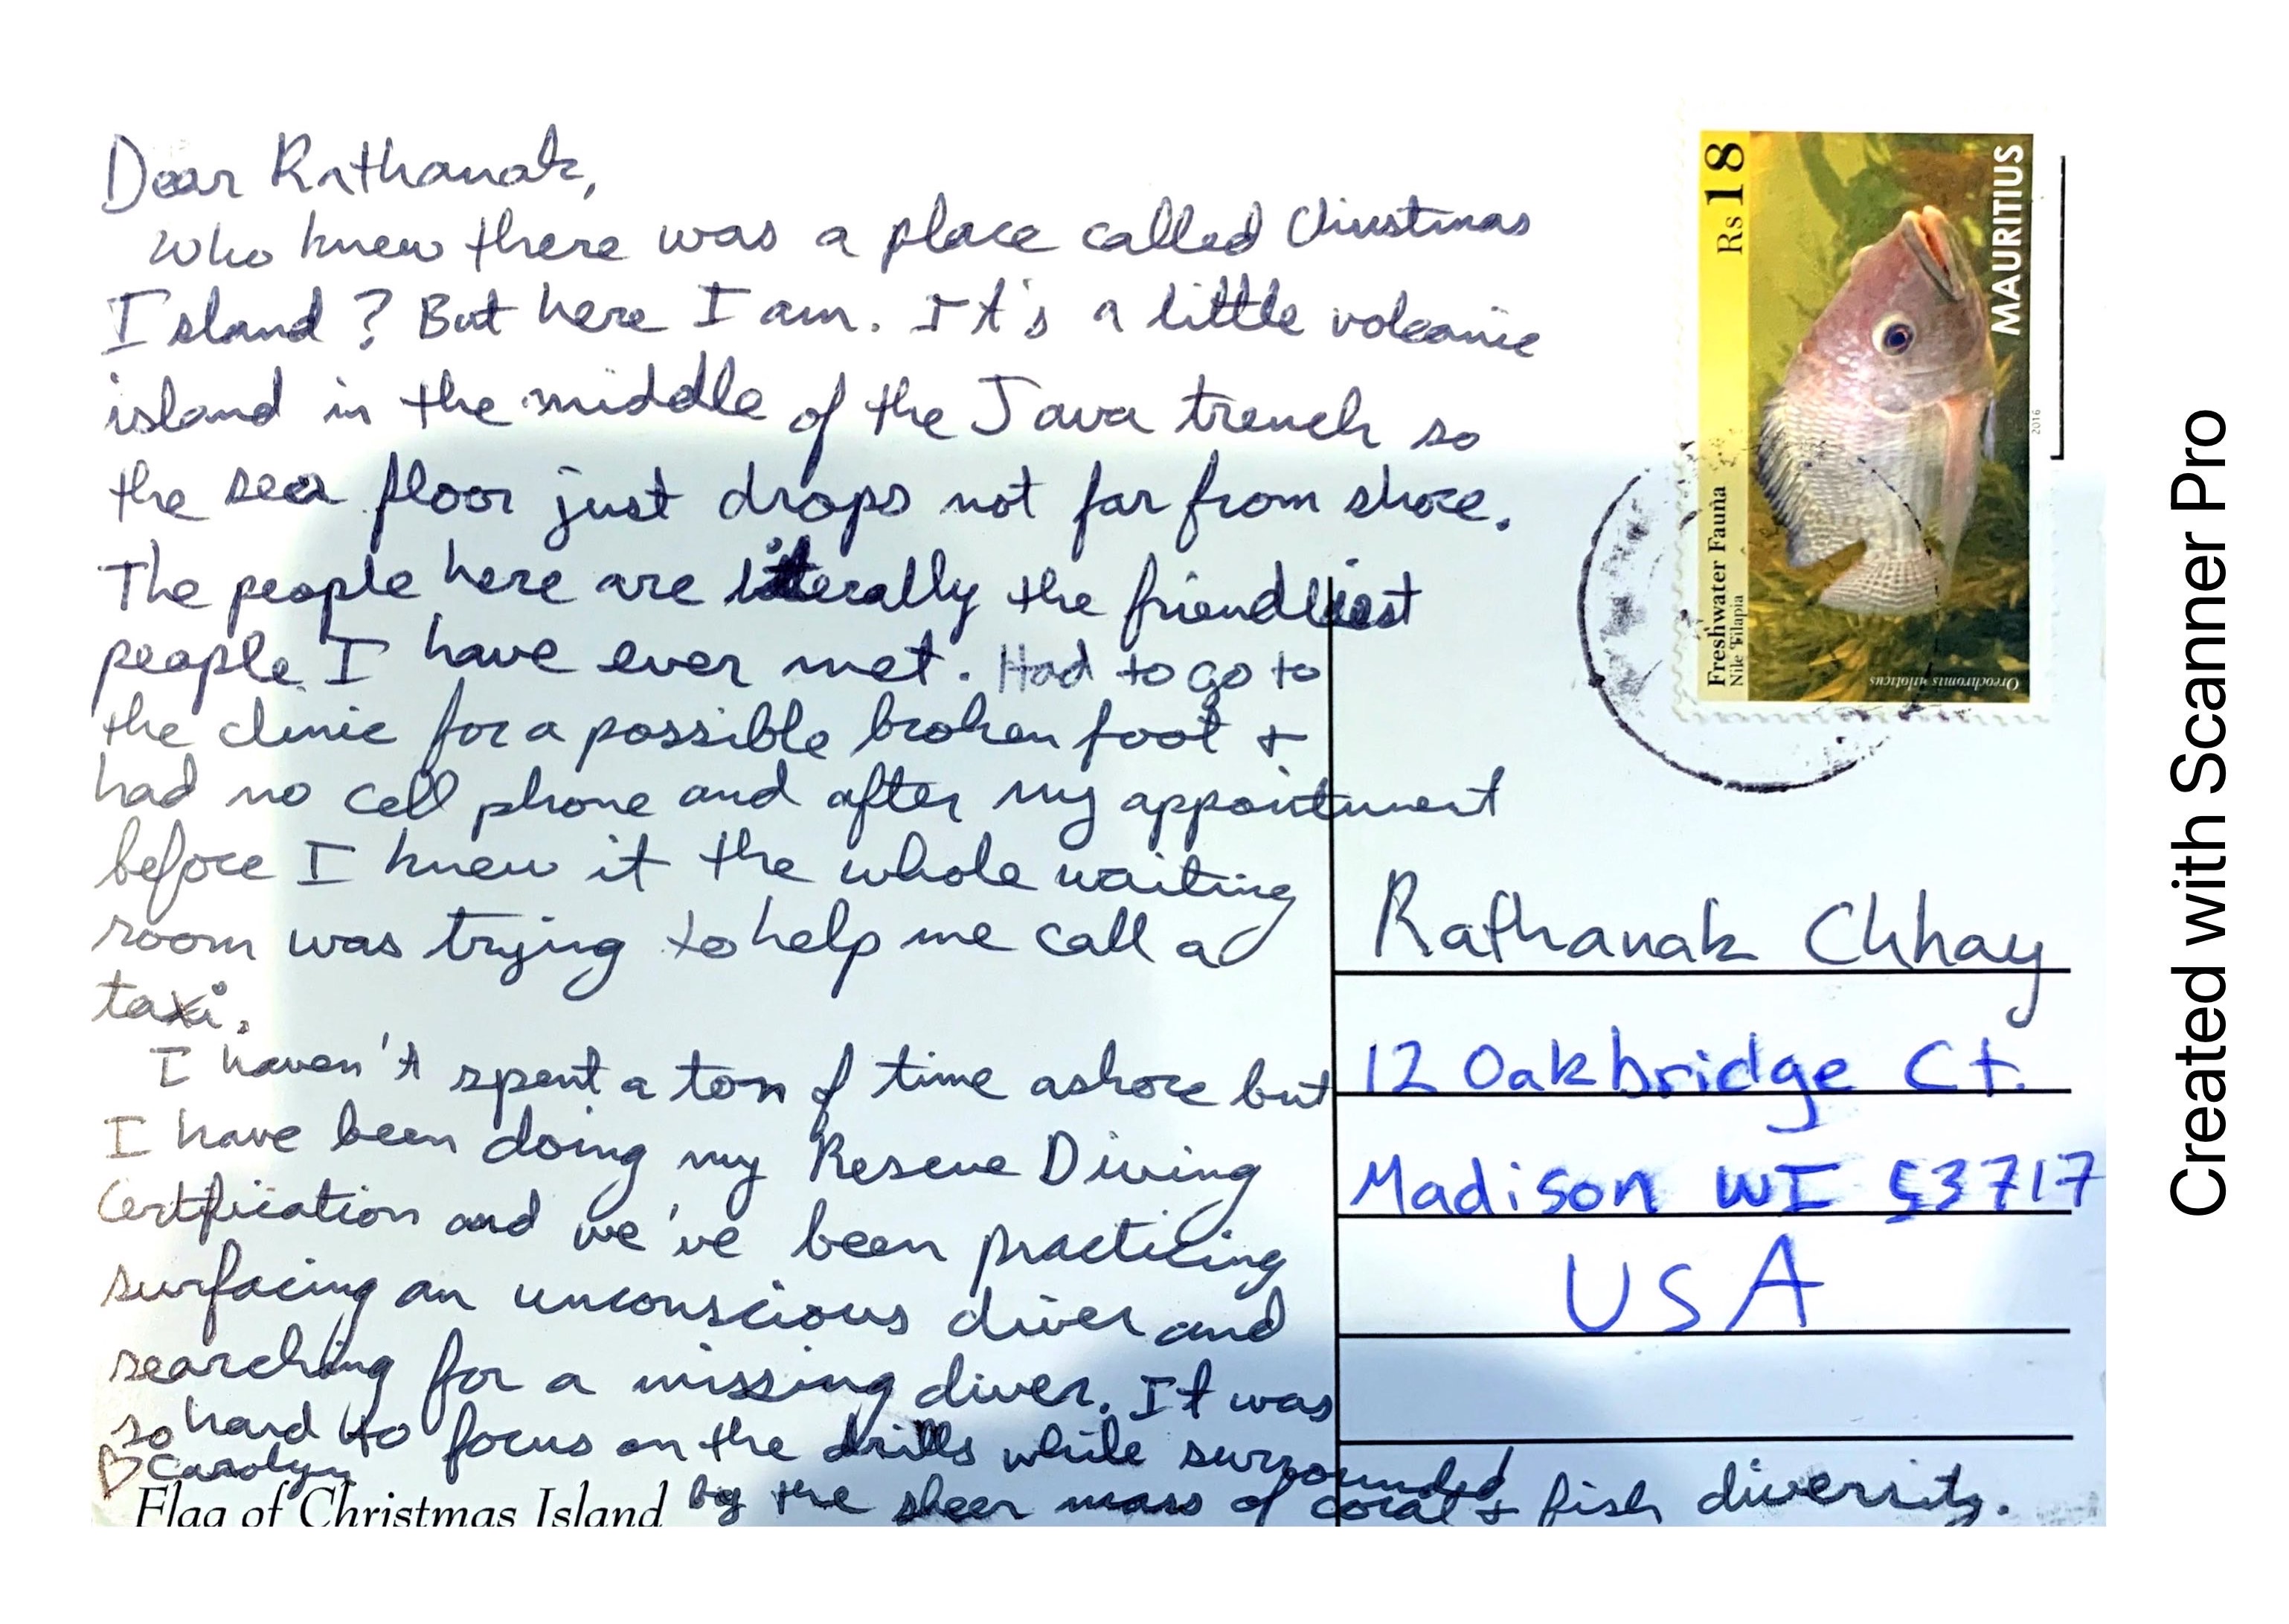 Dear Rathanak,
Who knew there was a place called Christmas
Island? But here I am. It's a little volcanic
island in the middle of the Java trench so
the sea floor just drops not far from shore.
The people here are literally the friendliest
people I have ever met. Had to go to
the clinic for a possible broken foot +
had no cell phone and after my appointment
before I knew it the whole waiting
room was trying to help me call a
taxi.
I haven't spent a ton of time ashore but
I have been doing my Rescue Diving
Certification and we've been practicing
surfacing an unconscious diver and
searching for a missing diver. It was
so hard to focus on the drills while surrounded
by the sheer mass of coral + fish diversity.
♡ Carolyn
Flag of Christmas Island
Rs 18
MAURITIUS
Freshwater Fauna
Nile Tilapia
Oreochromis niloticus
2016
Rathanak Chhay
12 Oakbridge Ct.
Madison WI 53717
USA
Created with Scanner Pro